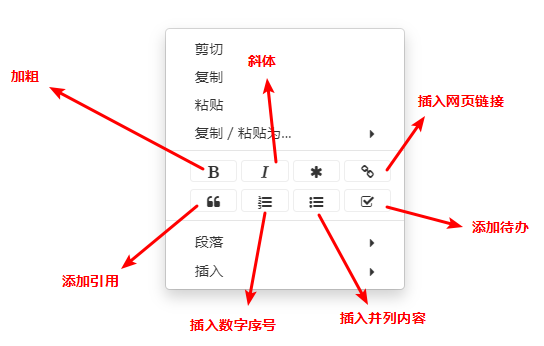 剪切
斜体
加粗
复制
插入网页链接
粘贴
复制 / 粘贴为...
B
I
添加待办
段落
插入
添加引用
插入数字序号
插入并列内容